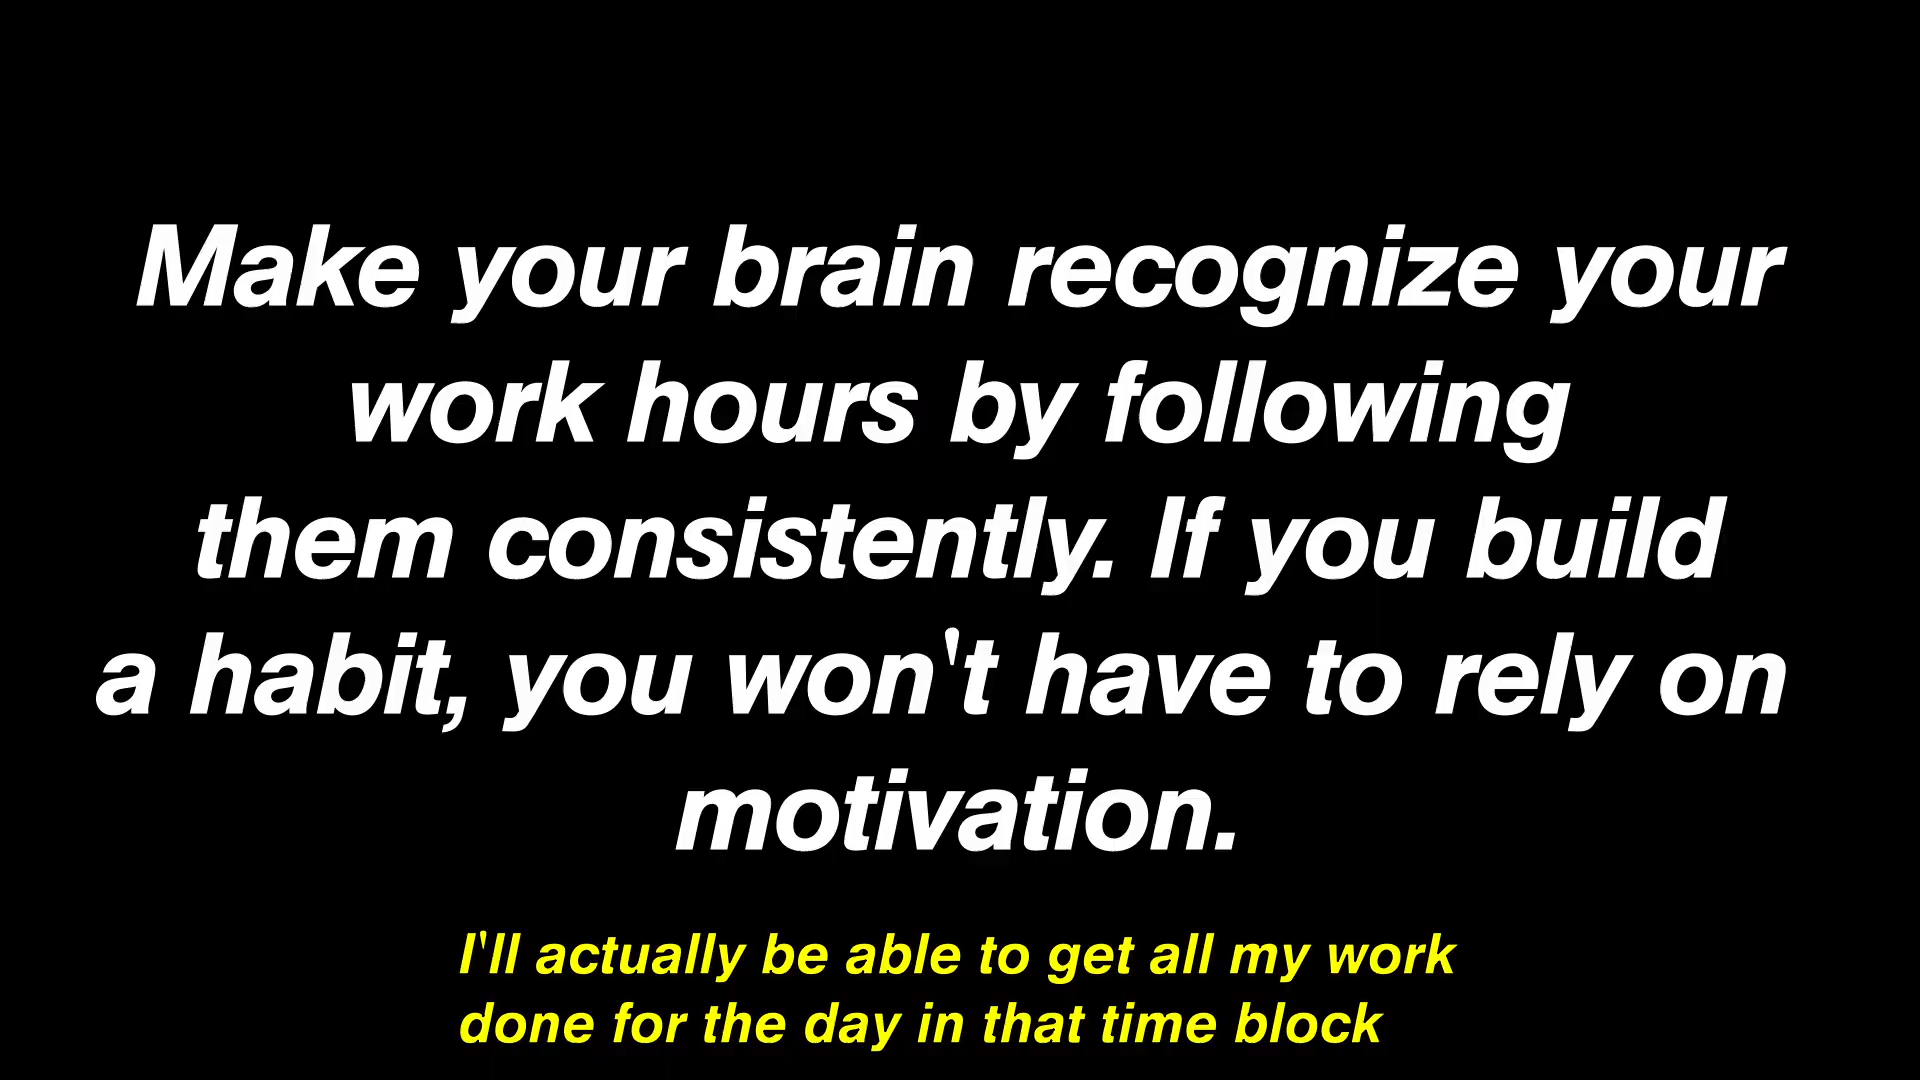 Make your brain recognize your
work hours by following
them consistently. If you build
a habit, you won't have to rely on
motivation.
I'll actually be able to get all my work
done for the day in that time block